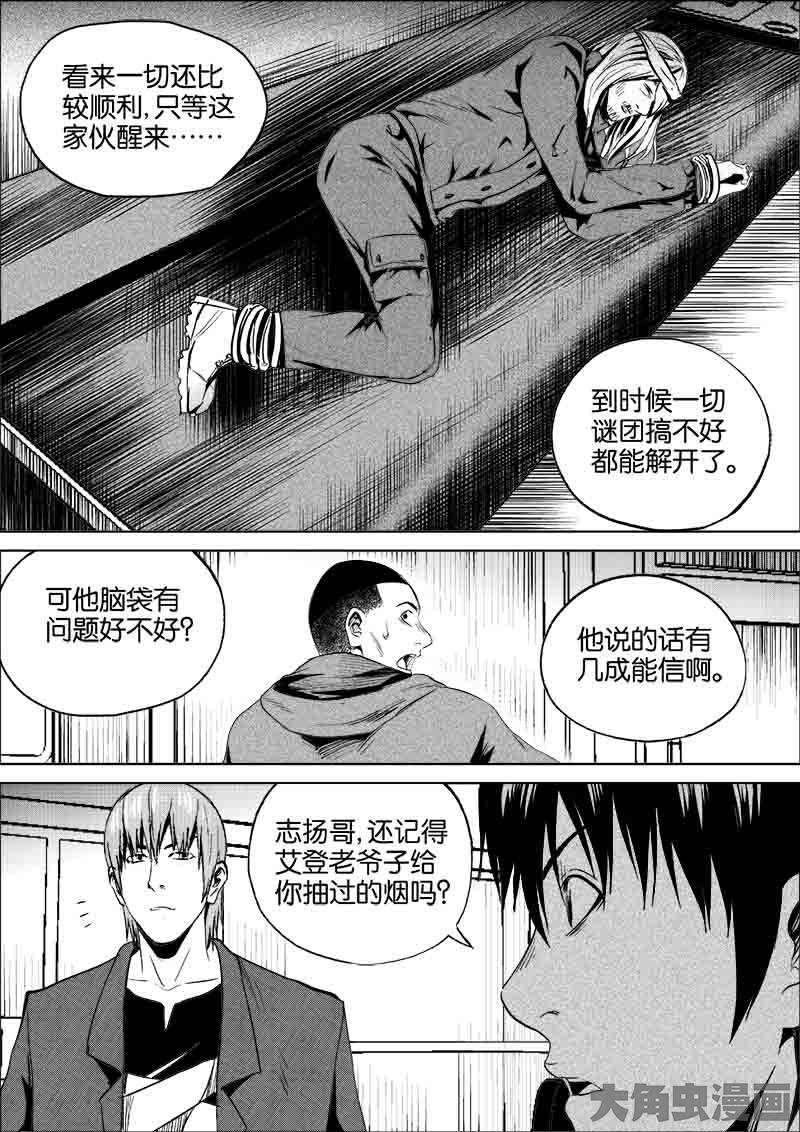 看来一切还比
较顺利，只等这
家伙醒来……
到时候一切
谜团搞不好
都能解开了。
可他脑袋有
问题好不好？
他说的话有
几成能信啊。
志扬哥，还记得
艾登老爷子给
你抽过的烟吗？
大角虫漫画